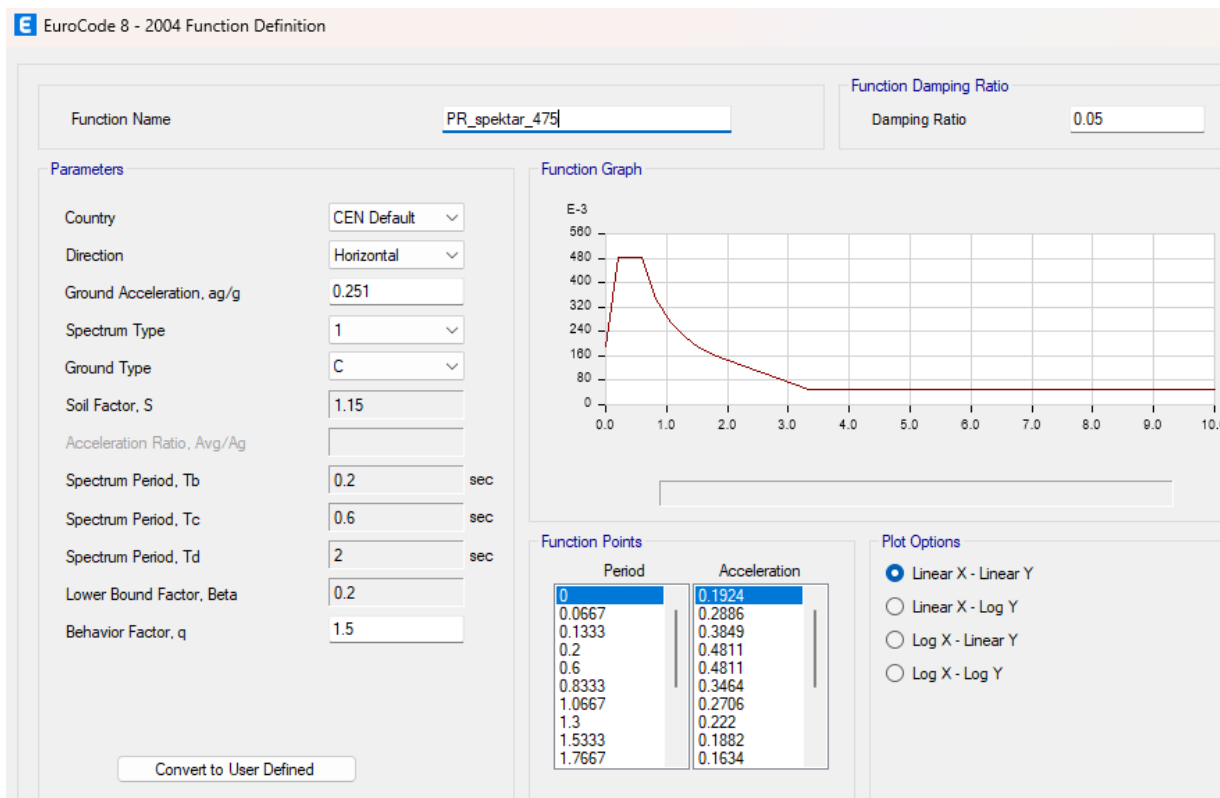 E EuroCode 8 - 2004 Function Definition
Function Damping Ratio
Function Name PR_spektar_475 Damping Ratio 0.05
Parameters
Country CEN Default
Direction Horizontal
Ground Acceleration, ag/g 0.251
Spectrum Type 1
Ground Type C
Soil Factor, S 1.15
Acceleration Ratio, Avg/Ag
Spectrum Period, Tb 0.2 sec
Spectrum Period, Tc 0.6 sec
Spectrum Period, Td 2 sec
Lower Bound Factor, Beta 0.2
Behavior Factor, q 1.5
Convert to User Defined
Function Graph
E-3
560
480
400
320
240
160
80
0
0.0 1.0 2.0 3.0 4.0 5.0 6.0 7.0 8.0 9.0 10.
Function Points
Period Acceleration
0 0.1924
0.0667 0.2886
0.1333 0.3849
0.2 0.4811
0.6 0.4811
0.8333 0.3464
1.0667 0.2706
1.3 0.222
1.5333 0.1882
1.7667 0.1634
Plot Options
Linear X - Linear Y
Linear X - Log Y
Log X - Linear Y
Log X - Log Y